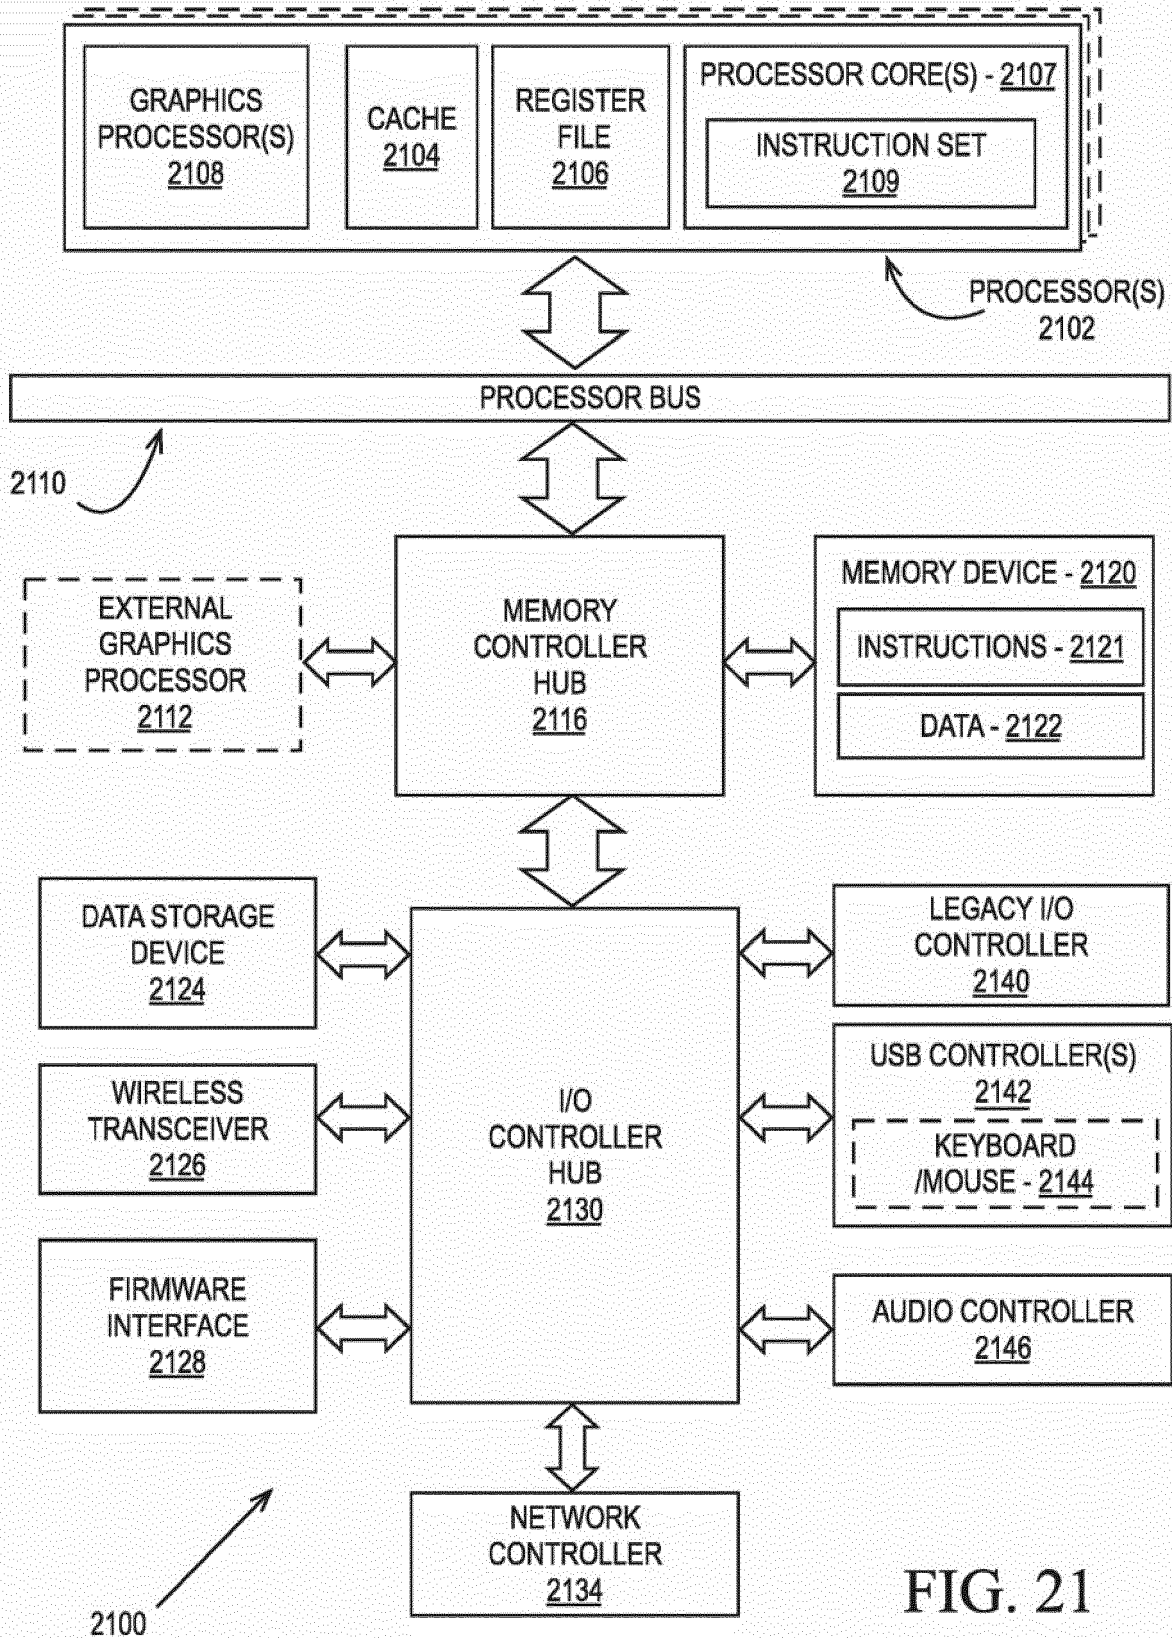 GRAPHICS
PROCESSOR(S)
2108
CACHE
2104
REGISTER
FILE
2106
PROCESSOR CORE(S) - 2107
INSTRUCTION SET
2109
PROCESSOR(S)
2102
PROCESSOR BUS
2110
EXTERNAL
GRAPHICS
PROCESSOR
2112
MEMORY
CONTROLLER
HUB
2116
MEMORY DEVICE - 2120
INSTRUCTIONS - 2121
DATA - 2122
DATA STORAGE
DEVICE
2124
LEGACY I/O
CONTROLLER
2140
WIRELESS
TRANSCEIVER
2126
I/O
CONTROLLER
HUB
2130
USB CONTROLLER(S)
2142
KEYBOARD
/MOUSE - 2144
FIRMWARE
INTERFACE
2128
AUDIO CONTROLLER
2146
NETWORK
CONTROLLER
2134
2100
FIG. 21